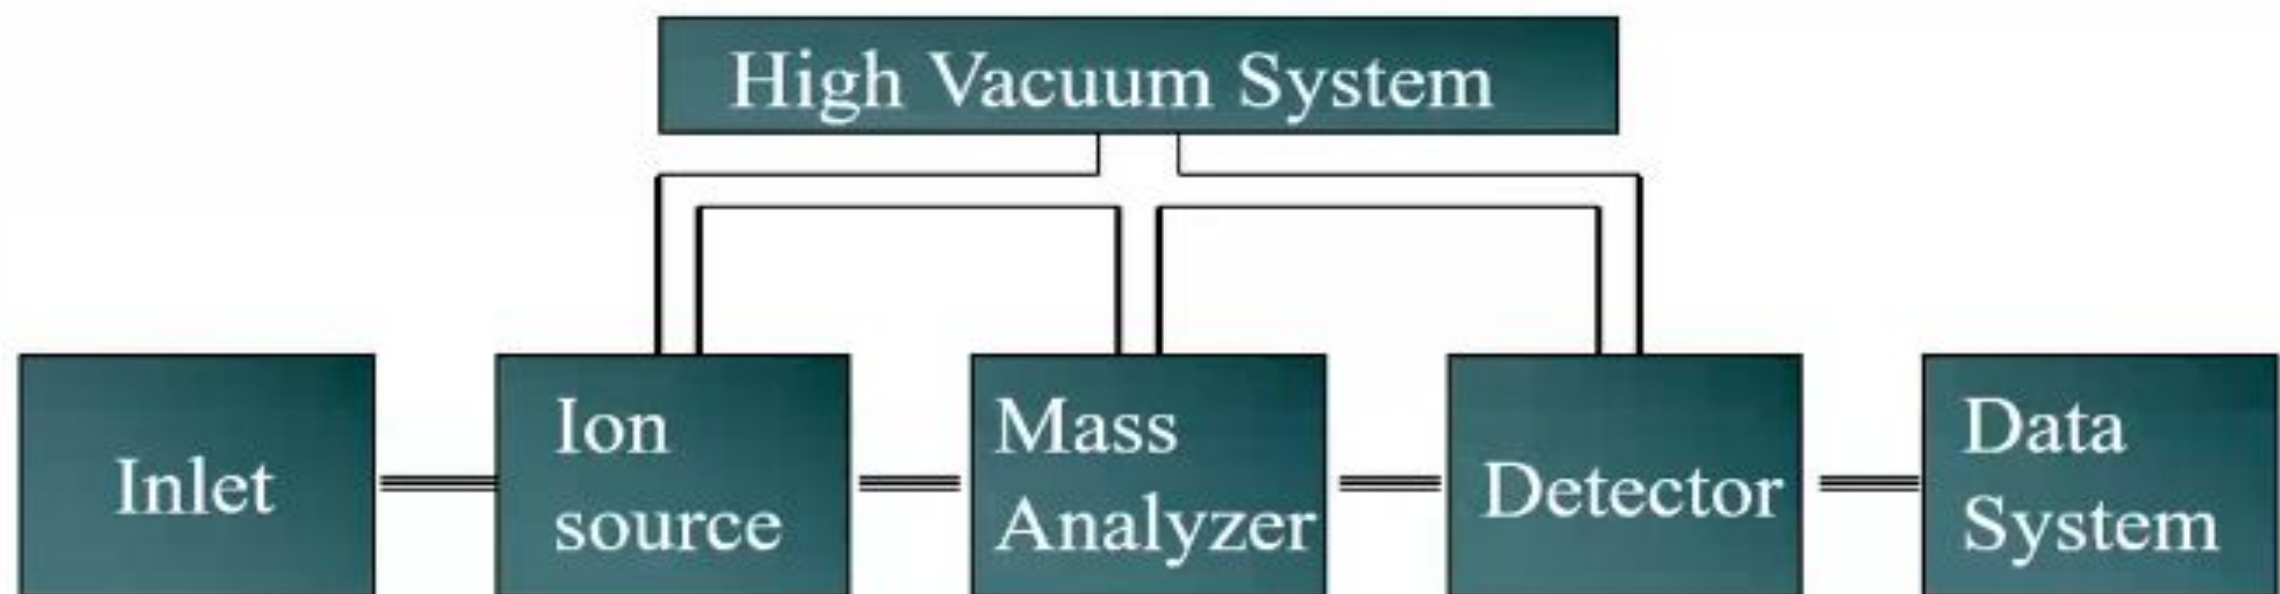 High Vacuum System
Inlet
Ion
source
Mass
Analyzer
Detector
Data
System